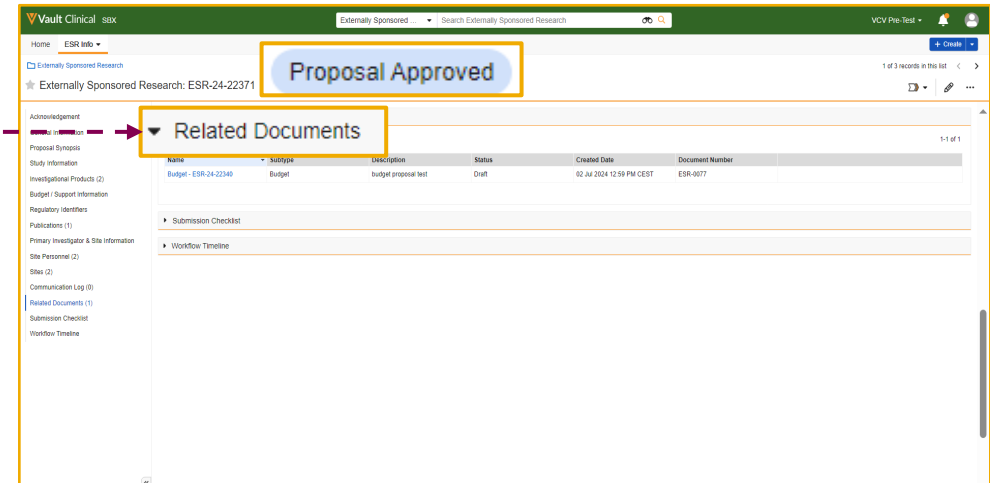 Vault Clinical SBX
Externally Sponsored ... Search Externally Sponsored Research
VCV Pre-Test
Home ESR Info
+ Create
Externally Sponsored Research
1 of 3 records in this list
Externally Sponsored Research: ESR-24-22371
Proposal Approved
Acknowledgement
General Information
Proposal Synopsis
Study Information
Investigational Products (2)
Budget / Support Information
Regulatory Identifiers
Publications (1)
Primary Investigator & Site Information
Site Personnel (2)
Sites (2)
Communication Log (0)
Related Documents (1)
Submission Checklist
Workflow Timeline
Related Documents
1-1 of 1
Name Subtype Description Status Created Date Document Number
Budget - ESR-24-22340 Budget budget proposal test Draft 02 Jul 2024 12:59 PM CEST ESR-0077
Submission Checklist
Workflow Timeline